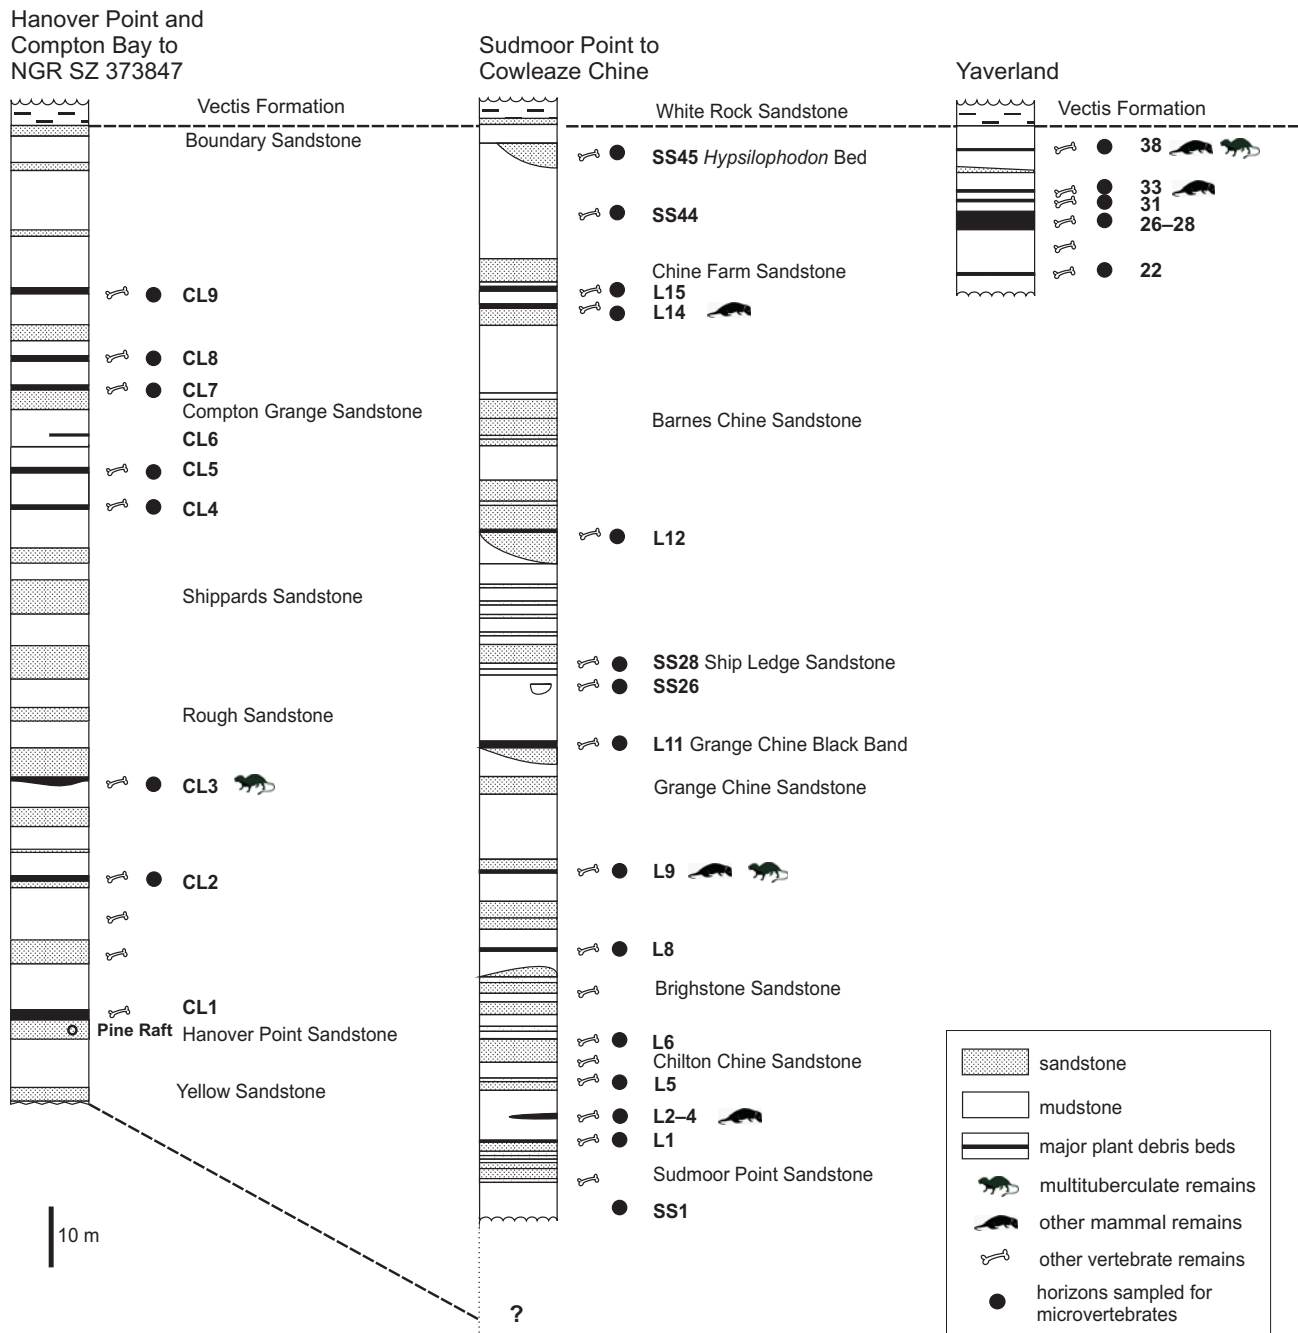 Hanover Point and
Compton Bay to
NGR SZ 373847
Vectis Formation
Boundary Sandstone
CL9
CL8
CL7
Compton Grange Sandstone
CL6
CL5
CL4
Shippards Sandstone
Rough Sandstone
CL3
CL2
CL1
Pine Raft Hanover Point Sandstone
Yellow Sandstone
10 m
Sudmoor Point to
Cowleaze Chine
White Rock Sandstone
SS45 Hypsilophodon Bed
SS44
Chine Farm Sandstone
L15
L14
Barnes Chine Sandstone
L12
SS28 Ship Ledge Sandstone
SS26
L11 Grange Chine Black Band
Grange Chine Sandstone
L9
L8
Brighstone Sandstone
L6
Chilton Chine Sandstone
L5
L2–4
L1
Sudmoor Point Sandstone
SS1
?
Yaverland
Vectis Formation
38
33
31
26–28
22
sandstone
mudstone
major plant debris beds
multituberculate remains
other mammal remains
other vertebrate remains
horizons sampled for
microvertebrates